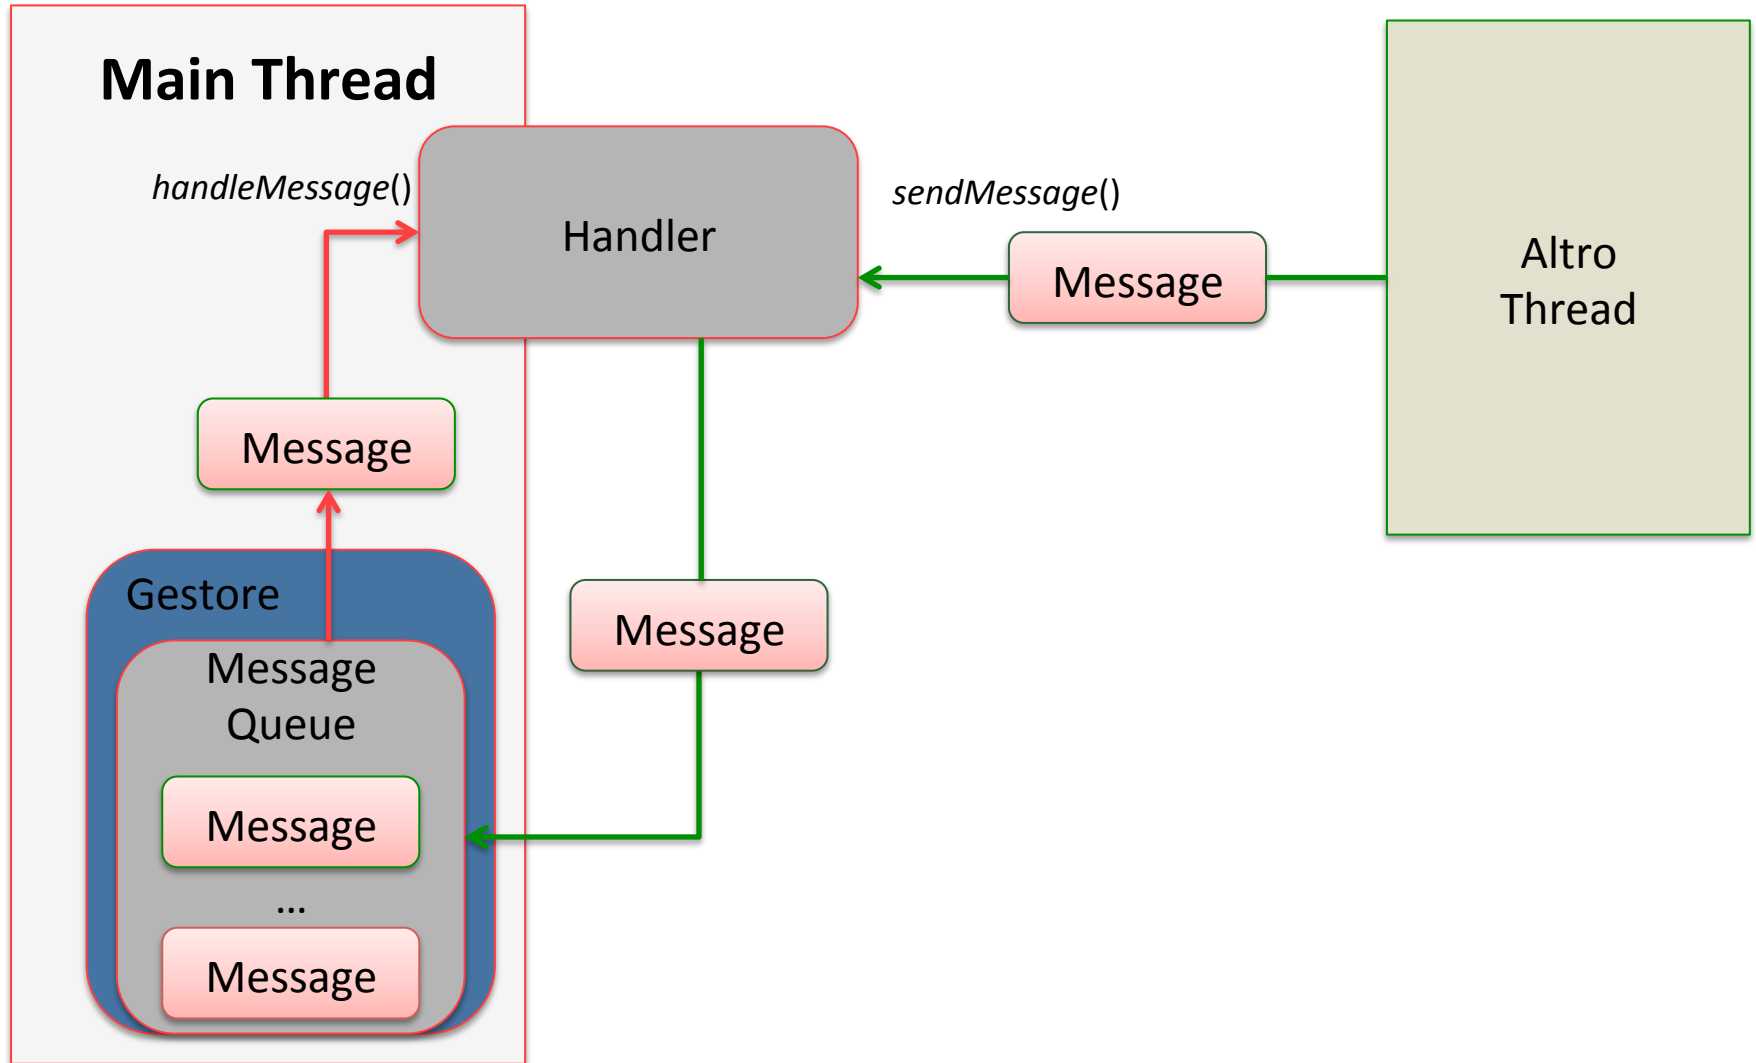 Main Thread
handleMessage()
Handler
sendMessage()
Message
Altro
Thread
Message
Gestore
Message
Message
Queue
Message
...
Message